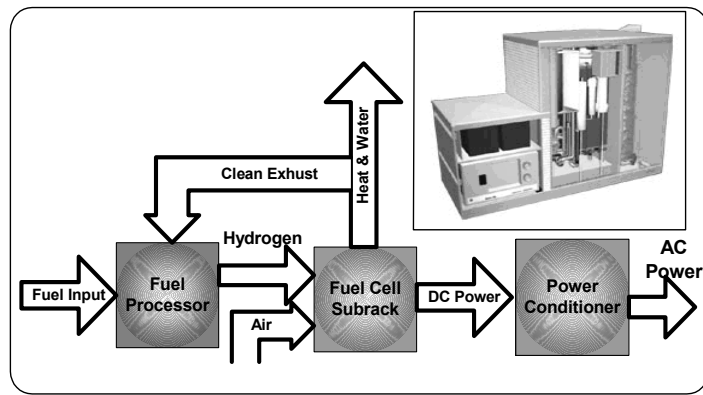 Clean Exhust
Heat & Water
Hydrogen
Fuel Input
Fuel
Processor
Air
Fuel Cell
Subrack
DC Power
Power
Conditioner
AC
Power